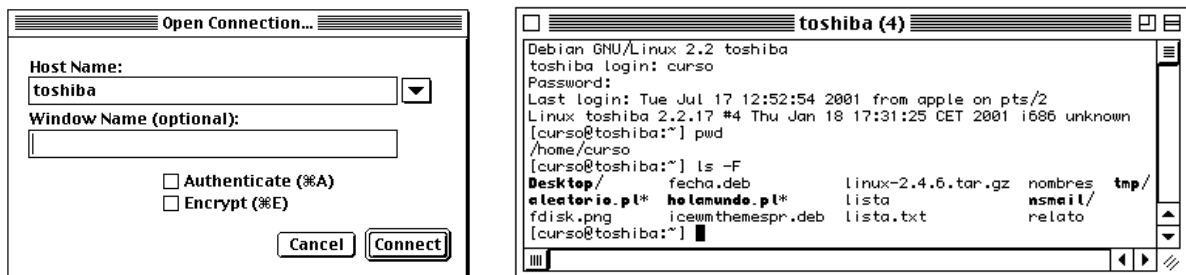 Open Connection...
Host Name:
toshiba
Window Name (optional):
Authenticate (⌘A)
Encrypt (⌘E)
Cancel Connect
toshiba (4)
Debian GNU/Linux 2.2 toshiba
toshiba login: curso
Password:
Last login: Tue Jul 17 12:52:54 2001 from apple on pts/2
Linux toshiba 2.2.17 #4 Thu Jan 18 17:31:25 CET 2001 i686 unknown
[curso@toshiba:~] pwd
/home/curso
[curso@toshiba:~] ls -F
Desktop/ fecha.deb linux-2.4.6.tar.gz nombres tmp/
aleatorio.pl* holamundo.pl* lista nsmail/
fdisk.png icewmthemespr.deb lista.txt relato
[curso@toshiba:~]